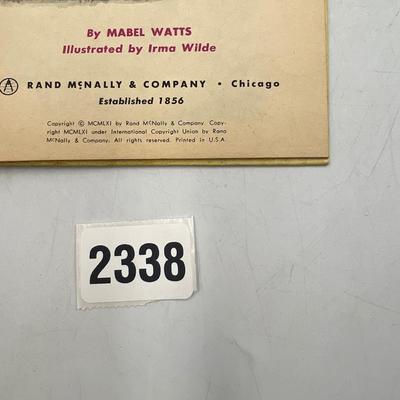 By MABEL WATTS
Illustrated by Irma Wilde
RAND McNALLY & COMPANY • Chicago
Established 1856
Copyright © MCMLXI by Rand McNally & Company. Copy-
right MCMLXI under International Copyright Union by Rand
McNally & Company. All rights reserved. Printed in U.S.A.
2338